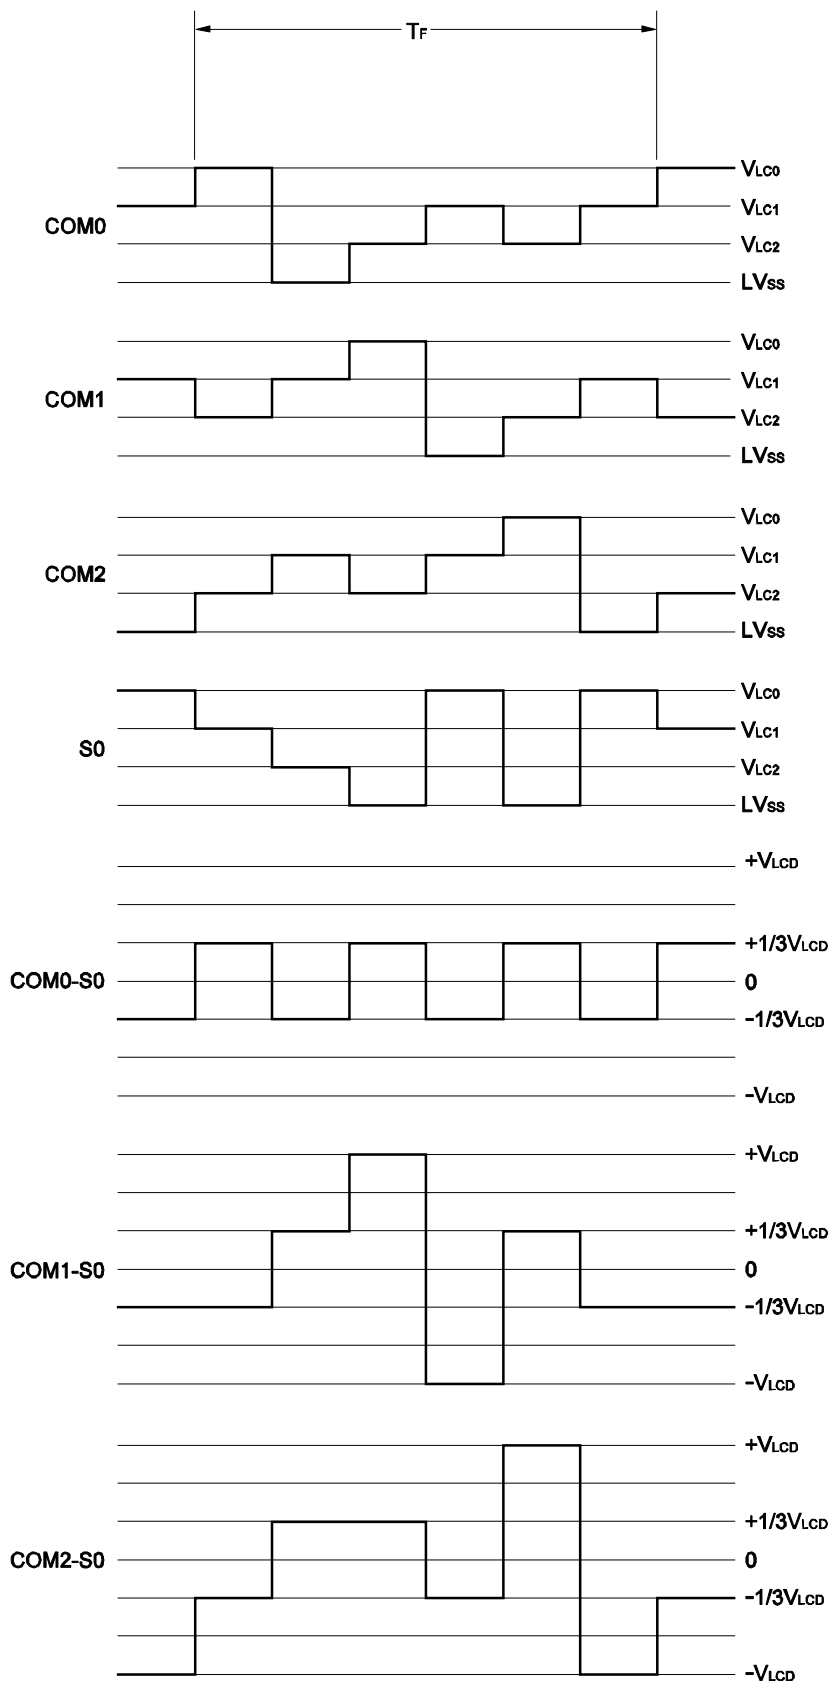 TF
VLC0
VLC1
COM0
VLC2
LVSS
VLC0
VLC1
COM1
VLC2
LVSS
VLC0
VLC1
COM2
VLC2
LVSS
VLC0
VLC1
S0
VLC2
LVSS
+VLCD
+1/3VLCD
COM0-S0
0
-1/3VLCD
-VLCD
+VLCD
+1/3VLCD
COM1-S0
0
-1/3VLCD
-VLCD
+VLCD
+1/3VLCD
COM2-S0
0
-1/3VLCD
-VLCD